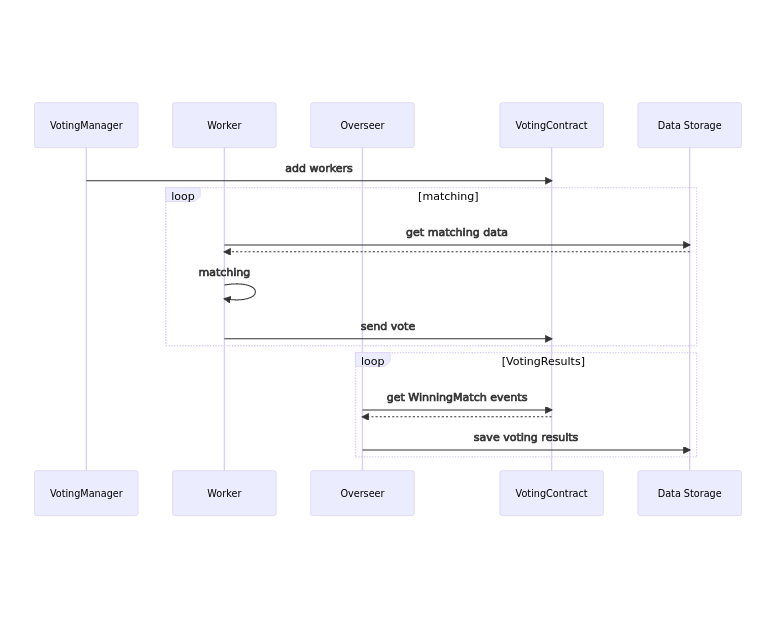 VotingManager
Worker
Overseer
VotingContract
Data Storage
add workers
loop
[matching]
get matching data
matching
send vote
loop
[VotingResults]
get WinningMatch events
save voting results
VotingManager
Worker
Overseer
VotingContract
Data Storage